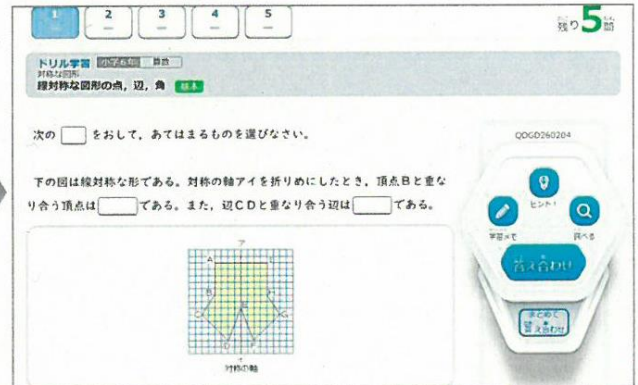 1 2 3 4 5
残り5問
ドリル学習 小学6年 算数
対称な図形
線対称な図形の点，辺，角 基本
次の をおして，あてはまるものを選びなさい。
QDGD260204
下の図は線対称な形である。対称の軸アイを折りめにしたとき，頂点Bと重な
り合う頂点は である。また，辺CDと重なり合う辺は である。
ヒント！
学習メモ
調べる
答え合わせ
まとめて
答え合わせ
ア
A
B
H
C
E
G
D
F
イ
対称の軸